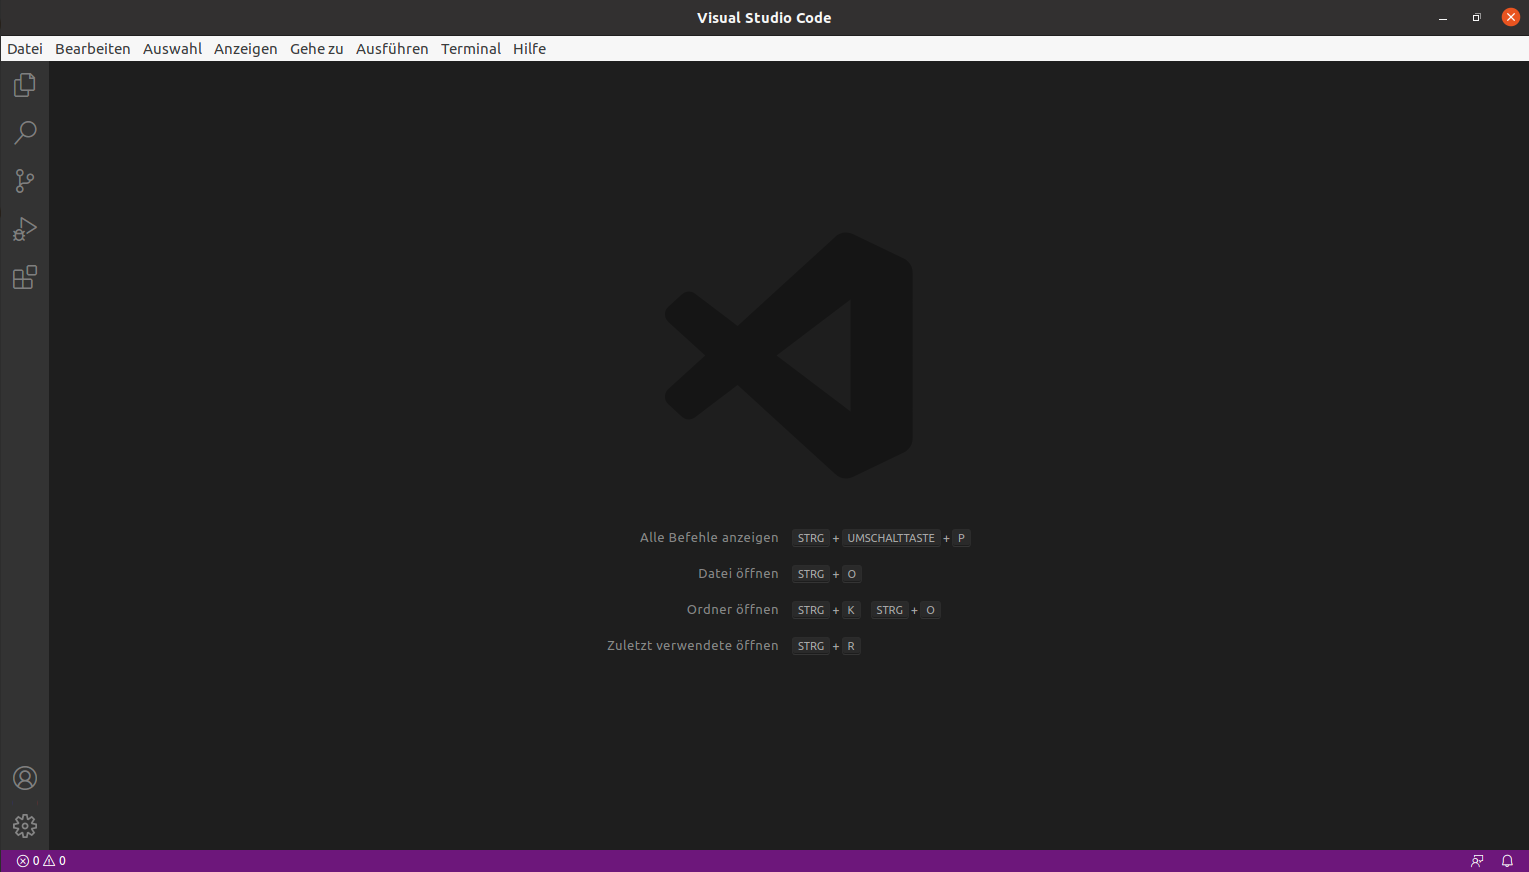 Visual Studio Code
Datei Bearbeiten Auswahl Anzeigen Gehe zu Ausführen Terminal Hilfe
Alle Befehle anzeigen STRG + UMSCHALTTASTE + P
Datei öffnen STRG + O
Ordner öffnen STRG + K STRG + O
Zuletzt verwendete öffnen STRG + R
0 0